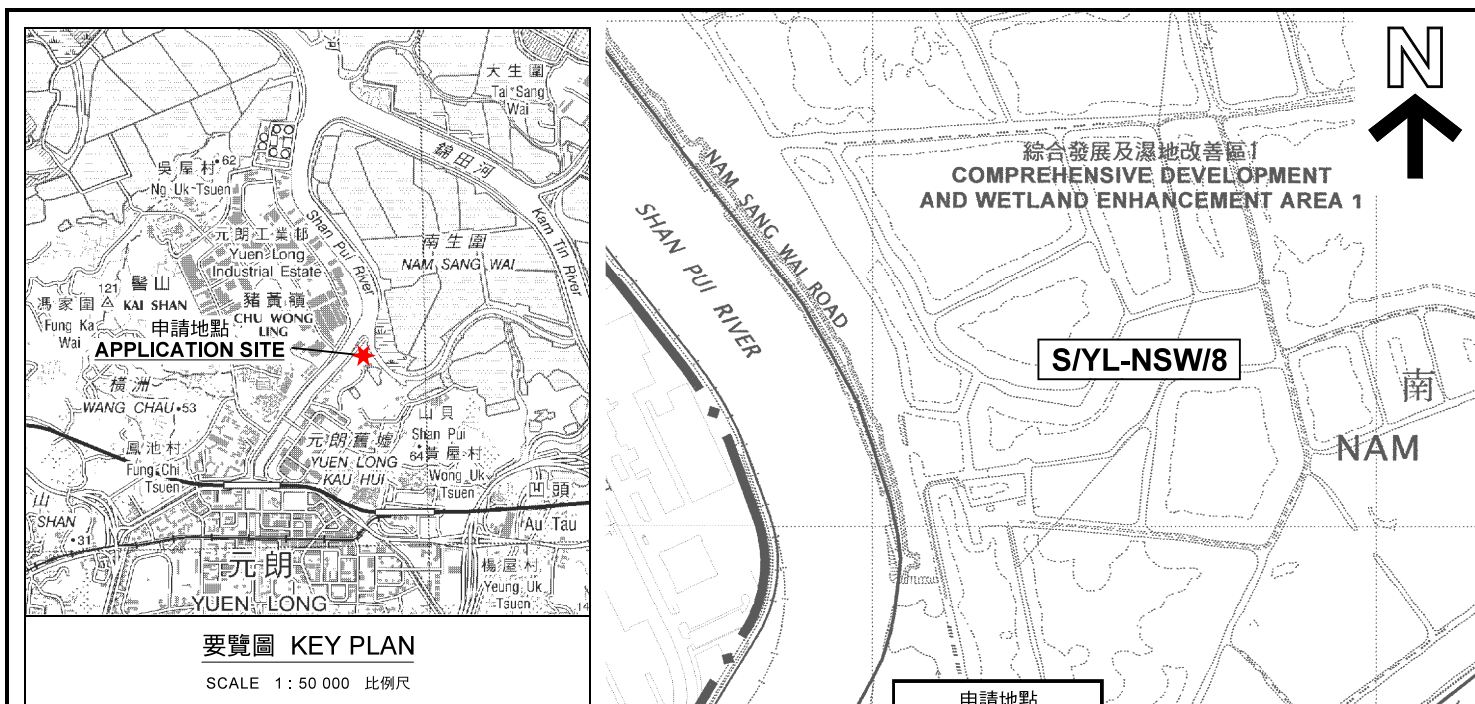 大生圍
Tai Sang
Wai
錦田河
Kam Tin River
吳屋村
62
Ng Uk Tsuen
Shan Pui River
元朗工業邨
Yuen Long
Industrial Estate
南生圍
NAM SANG WAI
髻山
121
KAI SHAN
馮家圍
Fung Ka
Wai
豬黃嶺
CHU WONG
LING
申請地點
APPLICATION SITE
橫洲
WANG CHAU
53
山貝
Shan Pui
64
黃屋村
Wong Uk
Tsuen
元朗舊墟
YUEN LONG
KAU HUI
鳳池村
Fung Chi
Tsuen
山
SHAN
31
凹頭
Au Tau
元朗
YUEN LONG
楊屋村
Yeung Uk
Tsuen
14
要覽圖 KEY PLAN
SCALE 1 : 50 000 比例尺
N
綜合發展及濕地改善區1
COMPREHENSIVE DEVELOPMENT
AND WETLAND ENHANCEMENT AREA 1
NAM SANG WAI ROAD
SHAN PUI RIVER
S/YL-NSW/8
南
NAM
申請地點